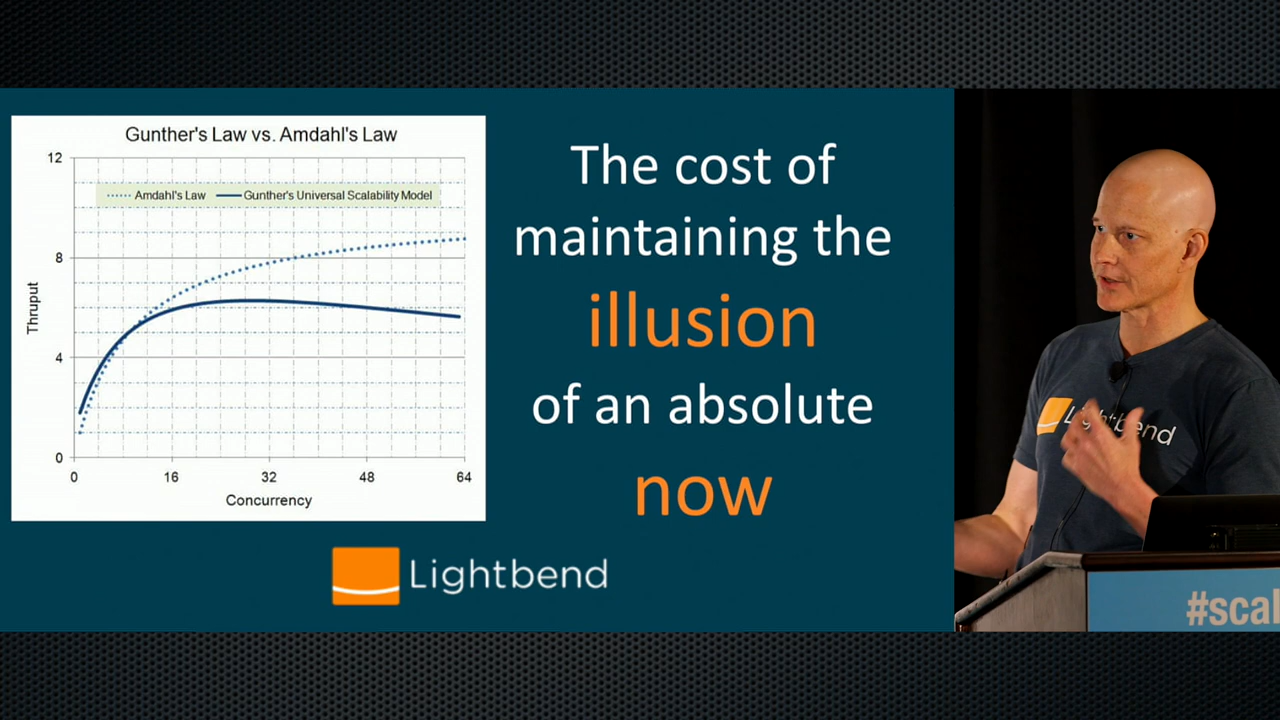 Gunther's Law vs. Amdahl's Law
12
Amdahl's Law
Gunther's Universal Scalability Model
8
4
0
Thruput
0 16 32 48 64
Concurrency
The cost of
maintaining the
illusion
of an absolute
now
Lightbend
Lightbend
#scal